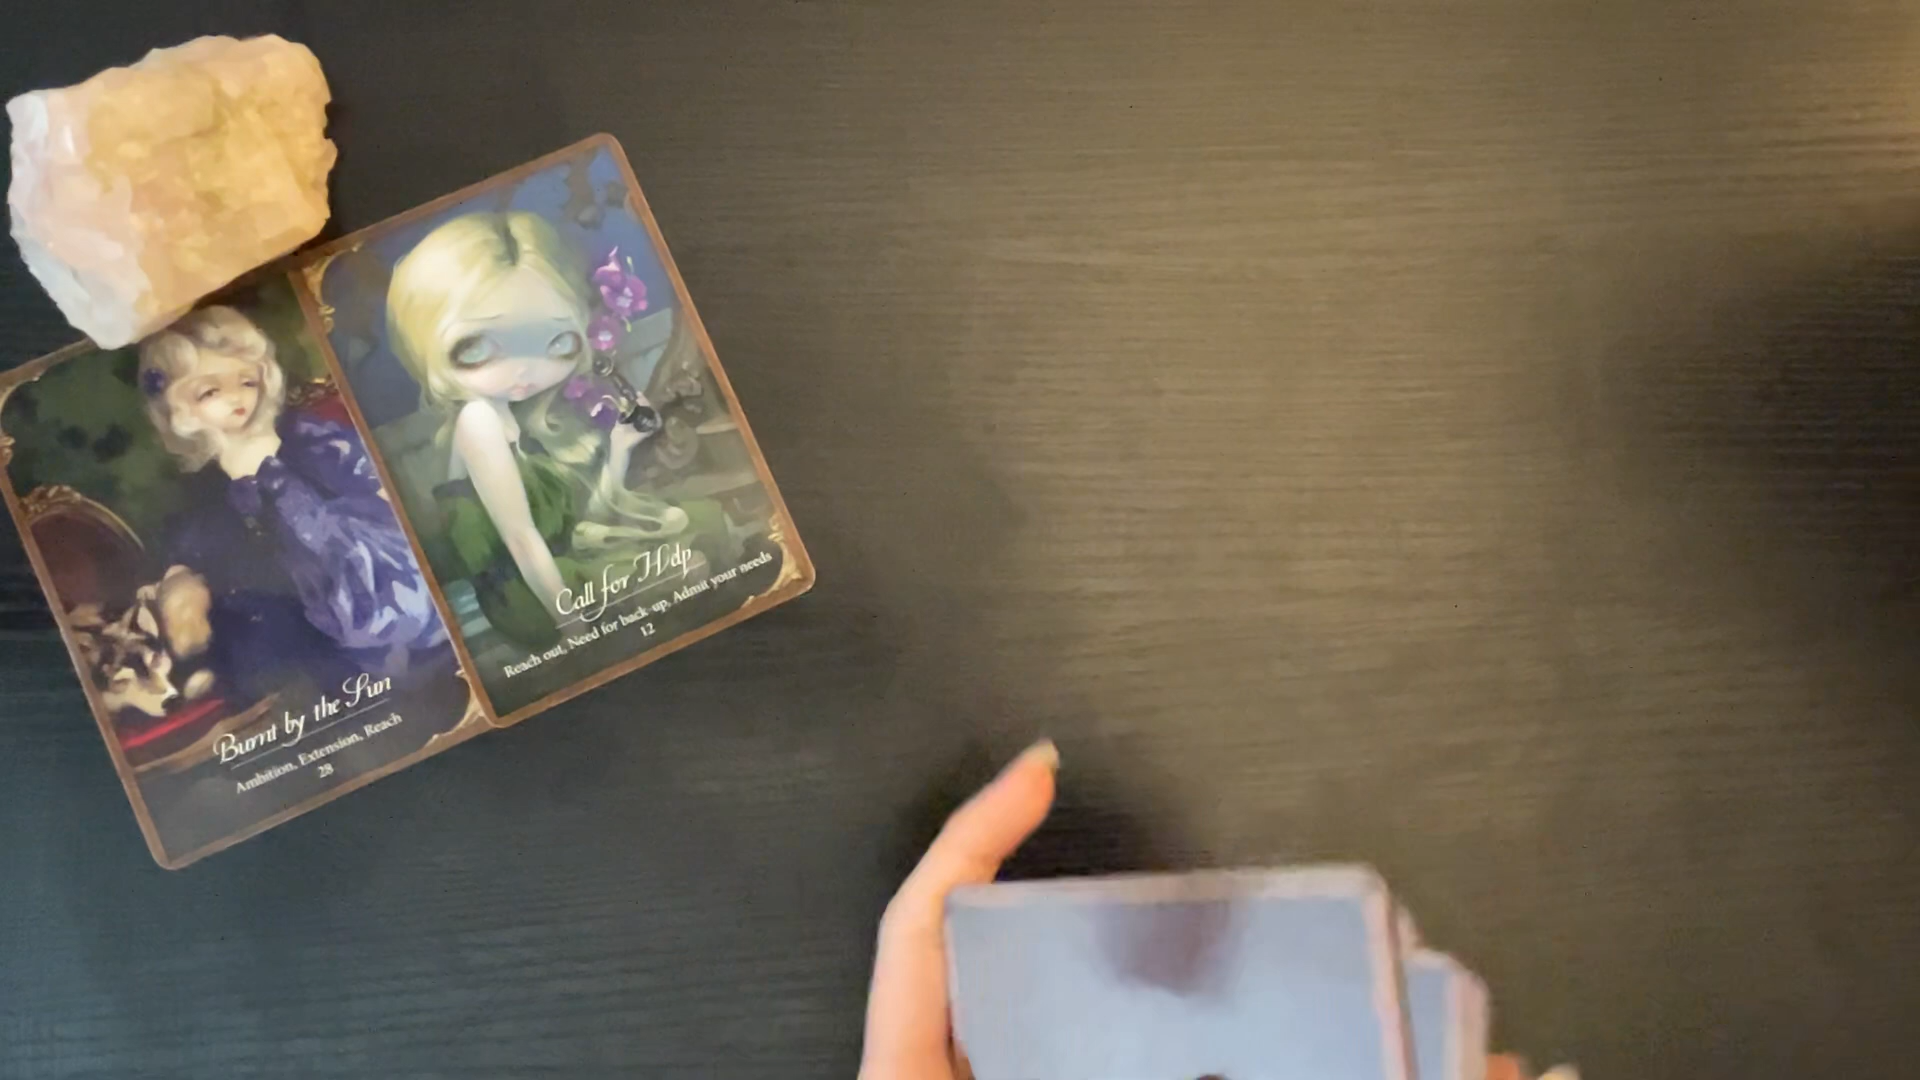 Burnt by the Sun
Ambition, Extension, Reach
28
Call for Help
Reach out, Need for back-up, Admit your needs
12